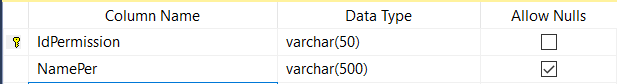 Column Name Data Type Allow Nulls
IdPermission varchar(50)
NamePer varchar(500)